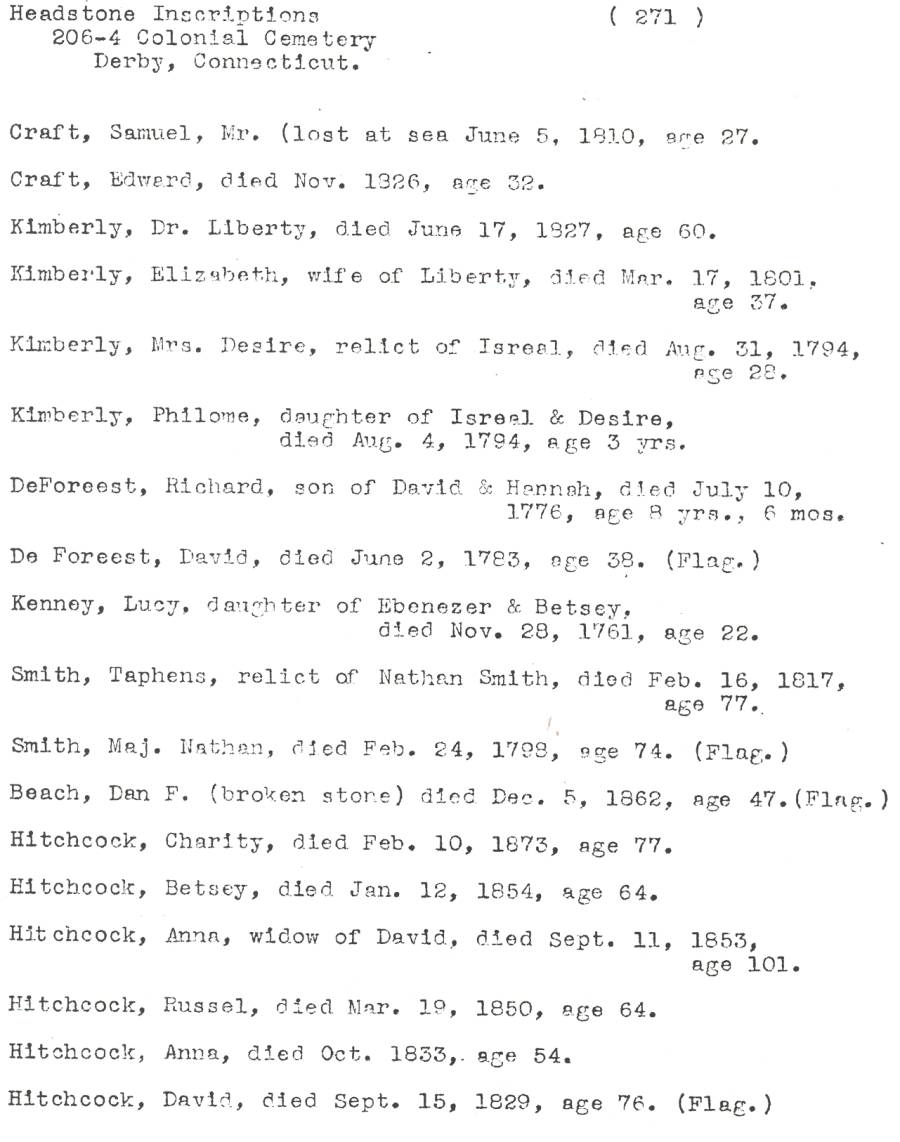 Headstone Inscriptions ( 271 )
206-4 Colonial Cemetery
Derby, Connecticut.
Craft, Samuel, Mr. (lost at sea June 5, 1810, age 27.
Craft, Edward, died Nov. 1826, age 32.
Kimberly, Dr. Liberty, died June 17, 1827, age 60.
Kimberly, Elizabeth, wife of Liberty, died Mar. 17, 1801,
age 37.
Kimberly, Mrs. Desire, relict of Isreal, died Aug. 31, 1794,
age 28.
Kimberly, Philome, daughter of Isreal & Desire,
died Aug. 4, 1794, age 3 yrs.
DeForeest, Richard, son of David & Hannah, died July 10,
1776, age 8 yrs., 6 mos.
De Foreest, David, died June 2, 1783, age 38. (Flag.)
Kenney, Lucy, daughter of Ebenezer & Betsey,
died Nov. 28, 1761, age 22.
Smith, Taphens, relict of Nathan Smith, died Feb. 16, 1817,
age 77.
Smith, Maj. Nathan, died Feb. 24, 1798, age 74. (Flag.)
Beach, Dan F. (broken stone) died Dec. 5, 1862, age 47.(Flag.)
Hitchcock, Charity, died Feb. 10, 1873, age 77.
Hitchcock, Betsey, died Jan. 12, 1854, age 64.
Hitchcock, Anna, widow of David, died Sept. 11, 1853,
age 101.
Hitchcock, Russel, died Mar. 19, 1850, age 64.
Hitchcock, Anna, died Oct. 1833, age 54.
Hitchcock, David, died Sept. 15, 1829, age 76. (Flag.)